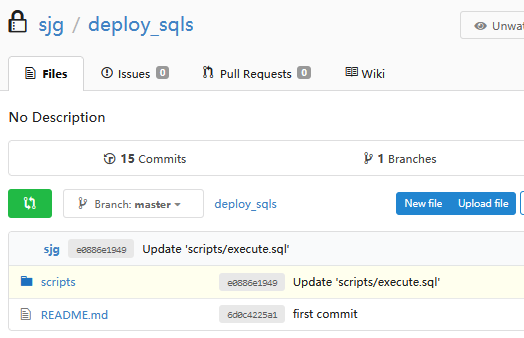 sjg / deploy_sqls Unwat
Files Issues 0 Pull Requests 0 Wiki
No Description
15 Commits 1 Branches
Branch: master deploy_sqls New file Upload file
sjg e0886e1949 Update 'scripts/execute.sql'
scripts e0886e1949 Update 'scripts/execute.sql'
README.md 6d0c4225a1 first commit